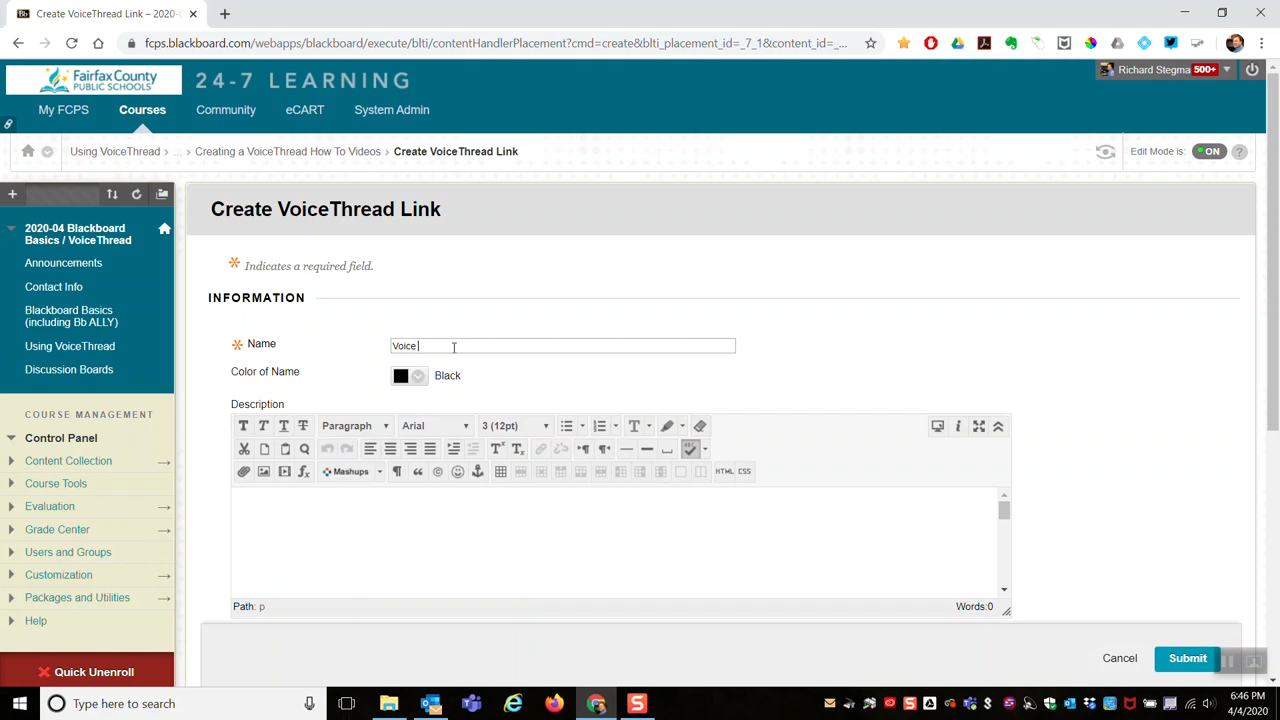 Create VoiceThread Link – 2020-
fcps.blackboard.com/webapps/blackboard/execute/blti/contentHandlerPlacement?cmd=create&blti_placement_id=_7_1&content_id=_...
Fairfax County
PUBLIC SCHOOLS
24-7 LEARNING
Richard Stegma 500+
My FCPS Courses Community eCART System Admin
Using VoiceThread > ... > Creating a VoiceThread How To Videos > Create VoiceThread Link
Edit Mode is: ON ?
2020-04 Blackboard
Basics / VoiceThread
Announcements
Contact Info
Blackboard Basics
(including Bb ALLY)
Using VoiceThread
Discussion Boards
COURSE MANAGEMENT
Control Panel
Content Collection
Course Tools
Evaluation
Grade Center
Users and Groups
Customization
Packages and Utilities
Help
Quick Unenroll
Create VoiceThread Link
* Indicates a required field.
INFORMATION
* Name Voice
Color of Name Black
Description
T T T T Paragraph Arial 3 (12pt) T
Mashups HTML CSS
Path: p Words:0
Cancel Submit
Type here to search
6:46 PM
4/4/2020